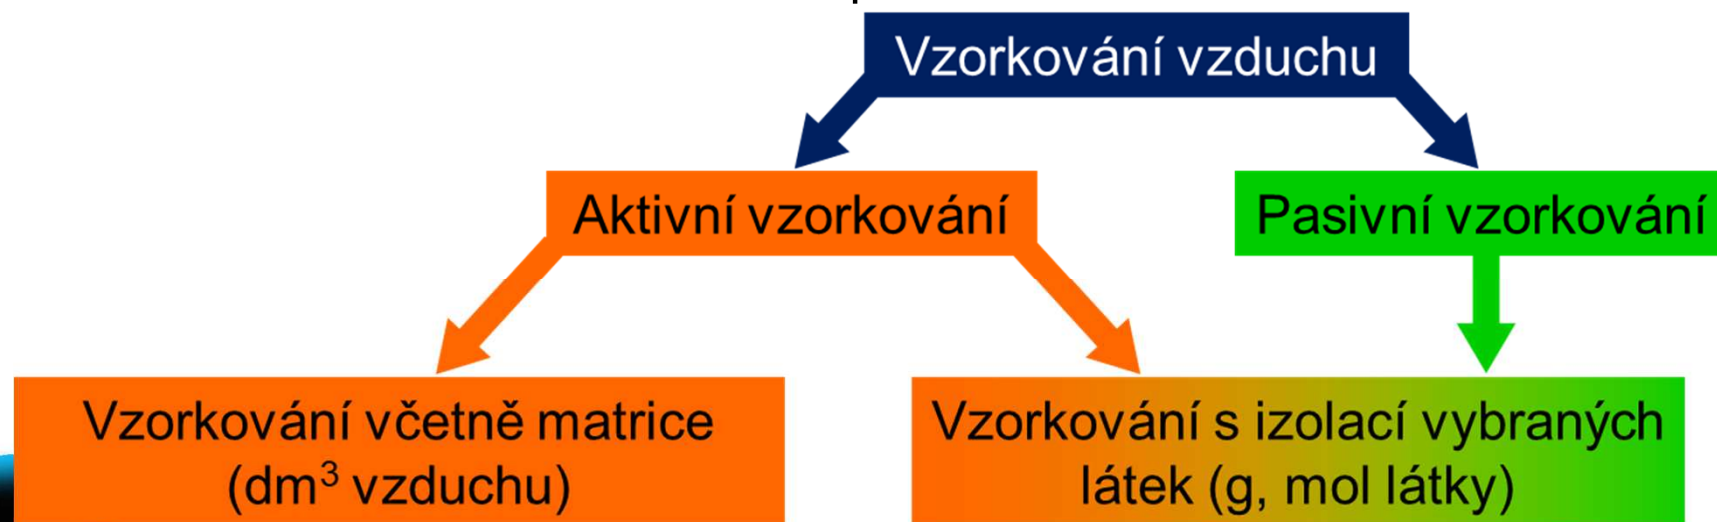 Vzorkování vzduchu
Aktivní vzorkování
Pasivní vzorkování
Vzorkování včetně matrice
(dm³ vzduchu)
Vzorkování s izolací vybraných
látek (g, mol látky)